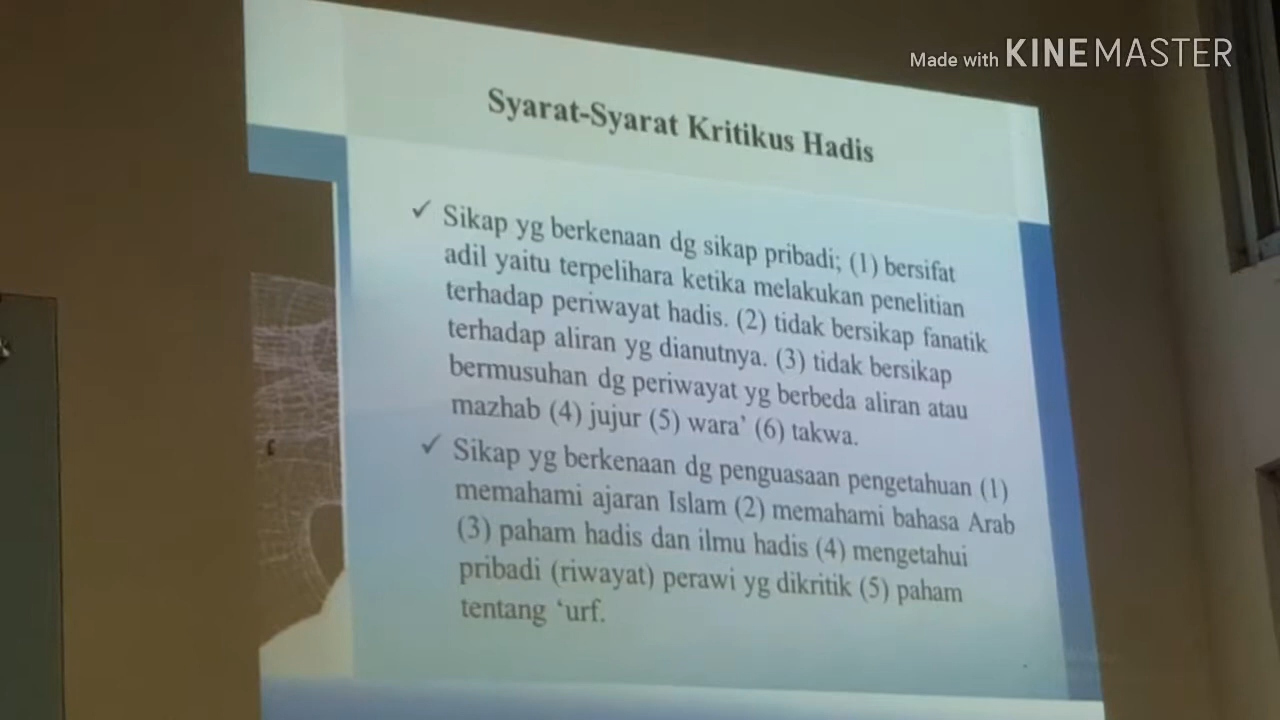 Made with KINEMASTER
Syarat-Syarat Kritikus Hadis
✓ Sikap yg berkenaan dg sikap pribadi; (1) bersifat
adil yaitu terpelihara ketika melakukan penelitian
terhadap periwayat hadis. (2) tidak bersikap fanatik
terhadap aliran yg dianutnya. (3) tidak bersikap
bermusuhan dg periwayat yg berbeda aliran atau
mazhab (4) jujur (5) wara’ (6) takwa.
✓ Sikap yg berkenaan dg penguasaan pengetahuan (1)
memahami ajaran Islam (2) memahami bahasa Arab
(3) paham hadis dan ilmu hadis (4) mengetahui
pribadi (riwayat) perawi yg dikritik (5) paham
tentang ‘urf.